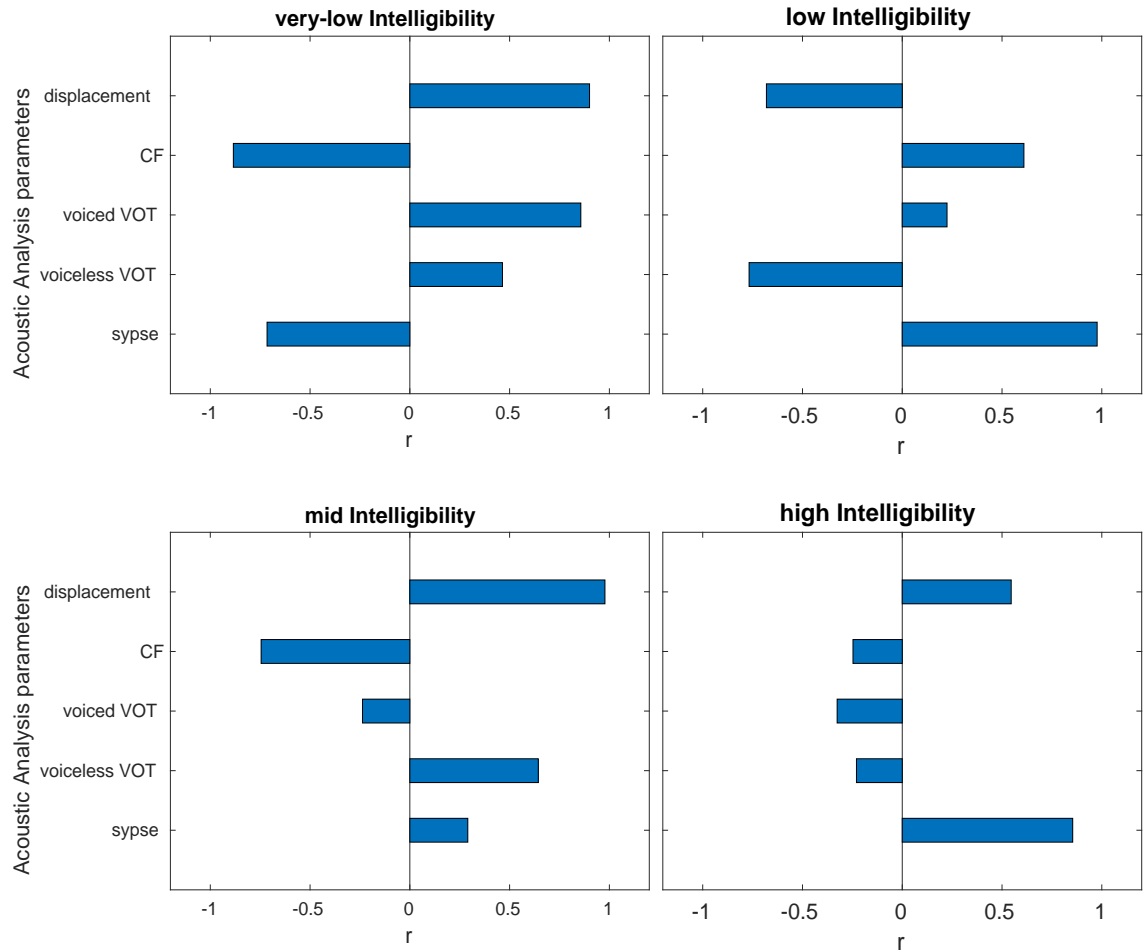 very-low Intelligibility
Acoustic Analysis parameters
displacement
CF
voiced VOT
voiceless VOT
sypse
-1 -0.5 0 0.5 1
r
low Intelligibility
-1 -0.5 0 0.5 1
r
mid Intelligibility
Acoustic Analysis parameters
displacement
CF
voiced VOT
voiceless VOT
sypse
-1 -0.5 0 0.5 1
r
high Intelligibility
-1 -0.5 0 0.5 1
r